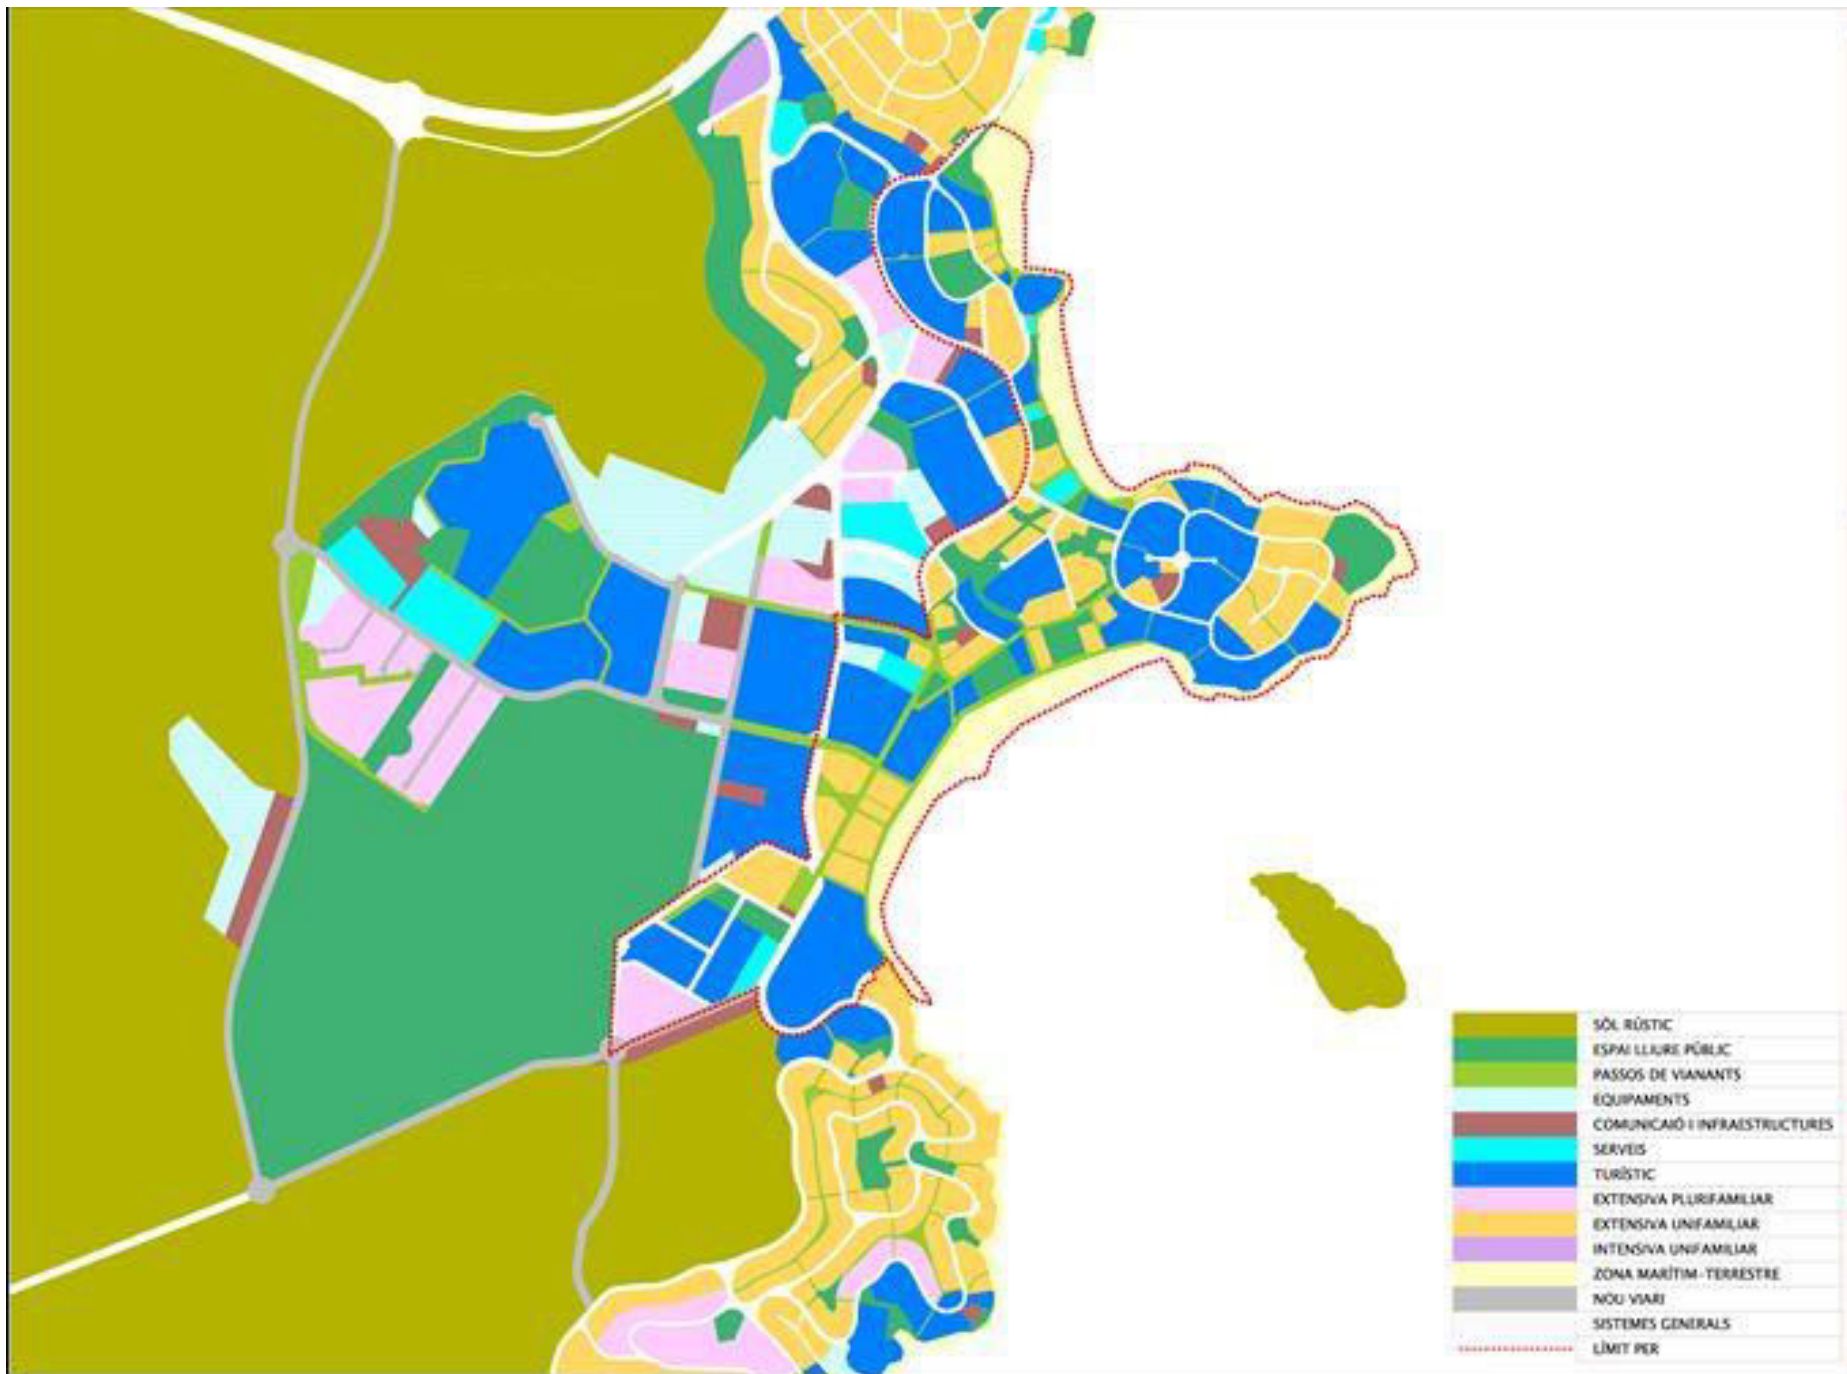 SÒL RÚSTIC
ESPAI LLIURE PÚBLIC
PASSOS DE VIANANTS
EQUIPAMENTS
COMUNICAIÓ I INFRAESTRUCTURES
SERVEIS
TURÍSTIC
EXTENSIVA PLURIFAMILIAR
EXTENSIVA UNIFAMILIAR
INTENSIVA UNIFAMILIAR
ZONA MARÍTIM-TERRESTRE
NOU VIARI
SISTEMES GENERALS
LÍMIT PER